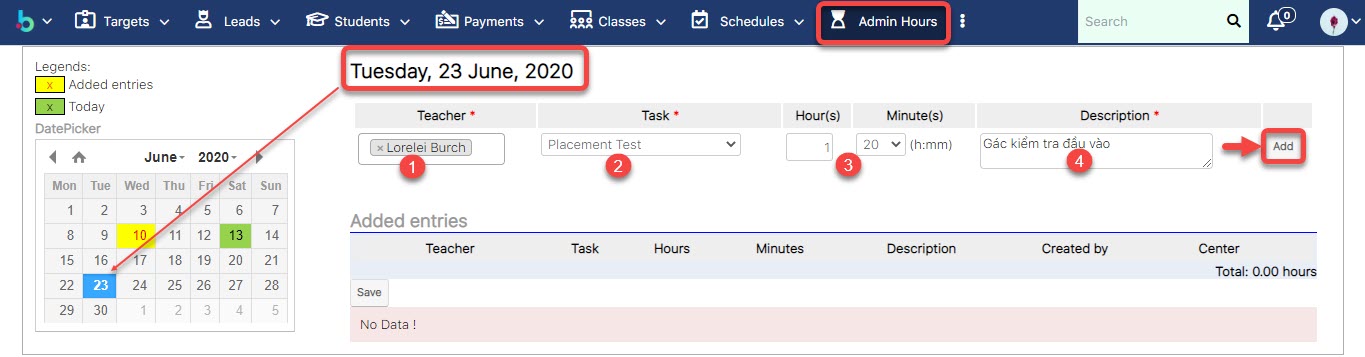 Targets Leads Students Payments Classes Schedules Admin Hours Search 0
Legends:
x Added entries
x Today
DatePicker
June 2020
Mon Tue Wed Thu Fri Sat Sun
1 2 3 4 5 6 7
8 9 10 11 12 13 14
15 16 17 18 19 20 21
22 23 24 25 26 27 28
29 30 1 2 3 4 5
Tuesday, 23 June, 2020
Teacher * Task * Hour(s) Minute(s) Description *
× Lorelei Burch Placement Test 1 20 (h:mm) Gác kiểm tra đầu vào Add
1 2 3 4
Added entries
Teacher Task Hours Minutes Description Created by Center
Total: 0.00 hours
Save
No Data !